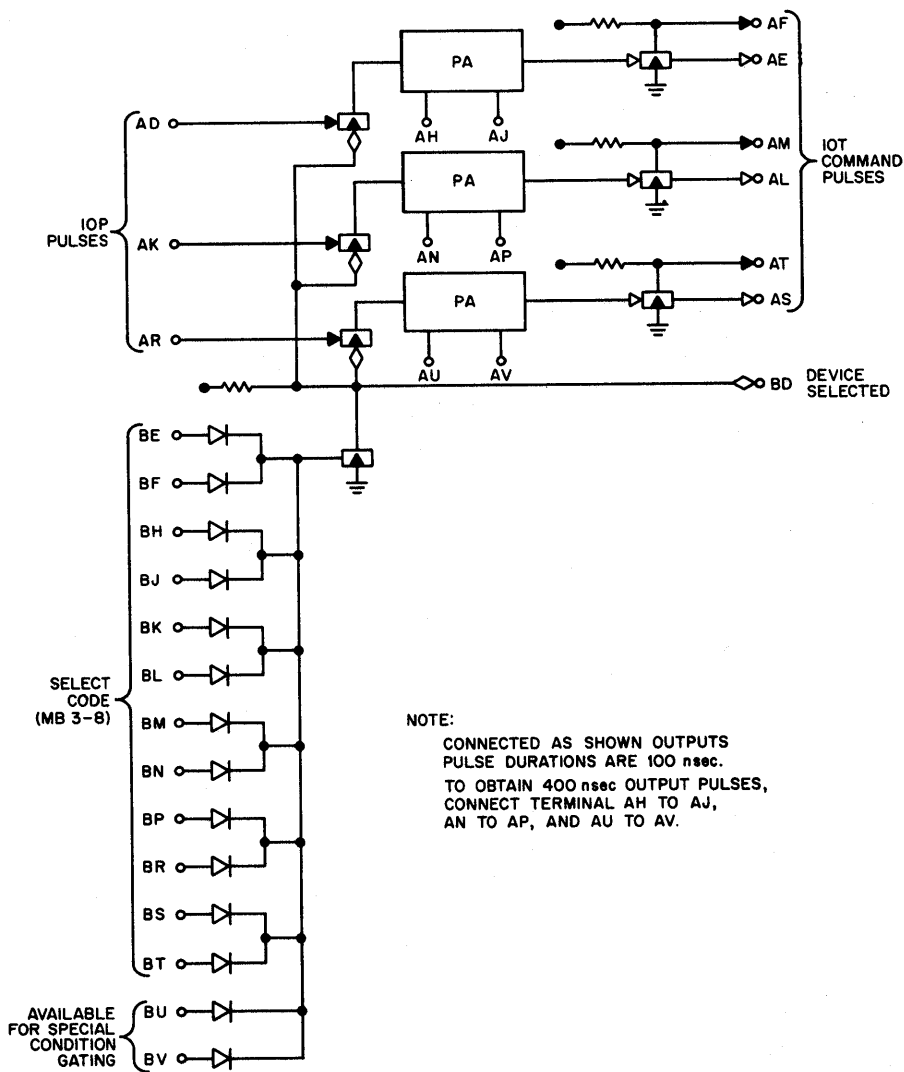 AF
PA
AE
AD
AH
AJ
AM
IOT
COMMAND
PULSES
PA
AL
IOP
PULSES
AK
AN
AP
AT
PA
AS
AR
AU
AV
BD
DEVICE
SELECTED
BE
BF
BH
BJ
BK
BL
SELECT
CODE
(MB 3-8)
BM
BN
BP
BR
BS
BT
AVAILABLE
FOR SPECIAL
CONDITION
GATING
BU
BV
NOTE:
CONNECTED AS SHOWN OUTPUTS
PULSE DURATIONS ARE 100 nsec.
TO OBTAIN 400 nsec OUTPUT PULSES,
CONNECT TERMINAL AH TO AJ,
AN TO AP, AND AU TO AV.